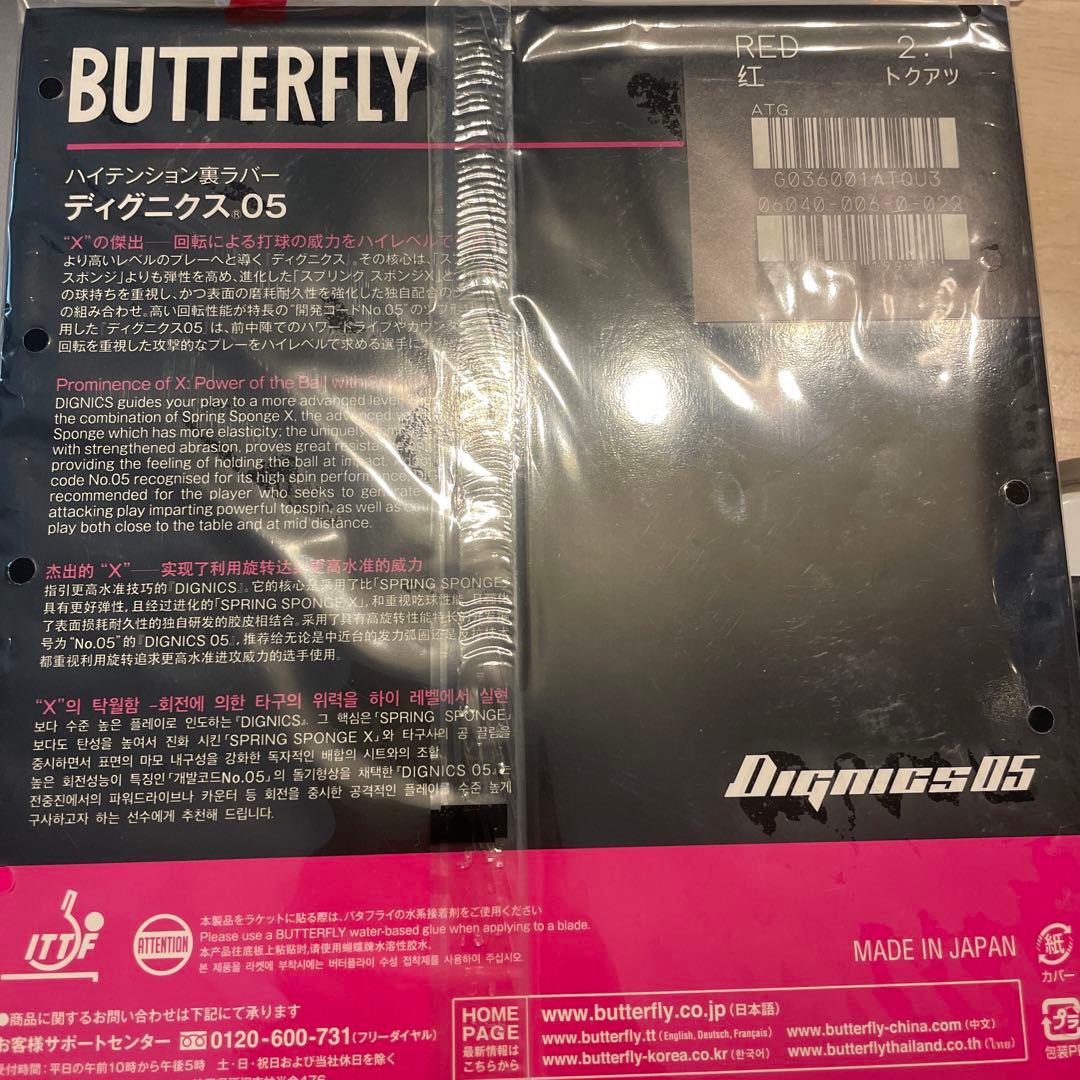 BUTTERFLY
RED 2.1
红 トクアツ
ATG
G036001ATQU3
06040-006-0-022
ハイテンション裏ラバー
ディグニクス®05
“X”の傑出――回転による打球の威力をハイレベルで
より高いレベルのプレーへと導く『ディグニクス』。その核心は、「ス
スポンジ」よりも弾性を高め、進化した「スプリング スポンジX」と
の球持ちを重視し、かつ表面の磨耗耐久性を強化した独自配合の
の組み合わせ。高い回転性能が特長の“開発コードNo.05”のツブ
用した『ディグニクス05』は、前中陣でのパワードライブやカウンタ
回転を重視した攻撃的なプレーをハイレベルで求める選手に
Prominence of X: Power of the Ball with
DIGNICS guides your play to a more advanced level
the combination of Spring Sponge X, the advanced
Sponge which has more elasticity; the uniquely
with strengthened abrasion, proves great
providing the feeling of holding the ball at impact.
code No.05 recognised for its high spin performance
recommended for the player who seeks to generate
attacking play imparting powerful topspin, as well as
play both close to the table and at mid distance.
杰出的 “X”――实现了利用旋转达到更高水准的威力
指引更高水准技巧的『DIGNICS』。它的核心是采用了比「SPRING SPONGE」
具有更好弹性, 且经过进化的「SPRING SPONGE X」, 和重视吃球性能, 且强化
了表面损耗耐久性的独自研发的胶皮相结合。采用了具有高旋转性能特长的
号为“No.05”的『DIGNICS 05』, 推荐给无论是中近台的发力弧圈还是
都重视利用旋转追求更高水准进攻威力的选手使用。
“X”의 탁월함 –회전에 의한 타구의 위력을 하이 레벨에서 실현
보다 수준 높은 플레이로 인도하는『DIGNICS』. 그 핵심은「SPRING SPONGE」
보다도 탄성을 높여서 진화 시킨「SPRING SPONGE X」와 타구사의 공 끌림을
중시하면서 표면의 마모 내구성을 강화한 독자적인 배합의 시트와의 조합.
높은 회전성능이 특징인「개발코드No.05」의 돌기형상을 채택한『DIGNICS 05』는
전중진에서의 파워드라이브나 카운터 등 회전을 중시한 공격적인 플레이를 수준 높게
구사하고자 하는 선수에게 추천해 드립니다.
DIGNICS 05
ITTF
ATTENTION
本製品をラケットに貼る際は、バタフライの水系接着剤をご使用ください
Please use a BUTTERFLY water-based glue when applying to a blade.
本产品往底板上粘贴时,请使用蝴蝶牌水溶性胶水.
본 제품을 라켓에 부착시에는 버터플라이 수성 접착제를 사용하여 주십시오.
MADE IN JAPAN
紙
カバー
●商品に関するお問い合わせは下記にて承ります
お客様サポートセンター 0120-600-731(フリーダイヤル)
受付時間:平日の午前10時から午後5時 土・日・祝日および当社休日を除く
HOME
PAGE
最新情報は
こちらから
www.butterfly.co.jp(日本語)
www.butterfly.tt(English, Deutsch, Français) www.butterfly-china.com(中文)
www.butterfly-korea.co.kr(한국어) www.butterflythailand.co.th(ไทย)
プラ